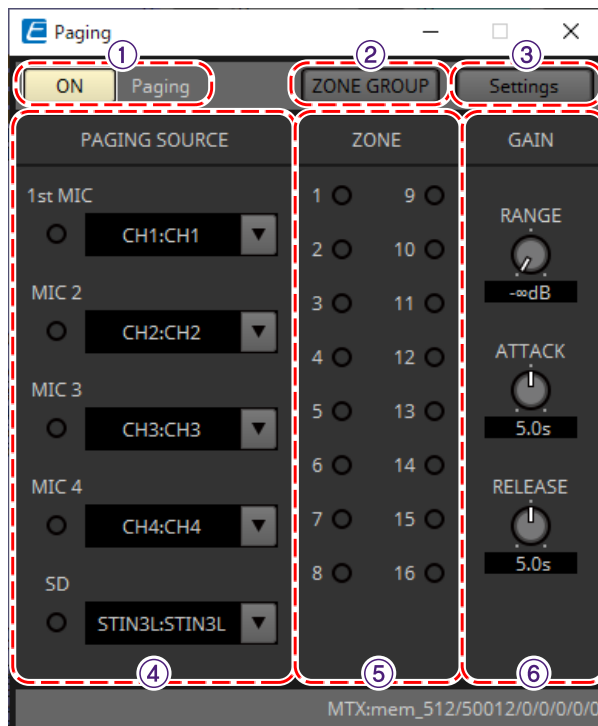 E Paging
① ② ③
ON Paging ZONE GROUP Settings
PAGING SOURCE ZONE GAIN
1st MIC
CH1:CH1
MIC 2
CH2:CH2
MIC 3
CH3:CH3
MIC 4
CH4:CH4
SD
STIN3L:STIN3L
1 9
2 10
3 11
4 12
5 13
6 14
7 15
8 16
RANGE
-∞dB
ATTACK
5.0s
RELEASE
5.0s
④ ⑤ ⑥
MTX:mem_512/50012/0/0/0/0/0